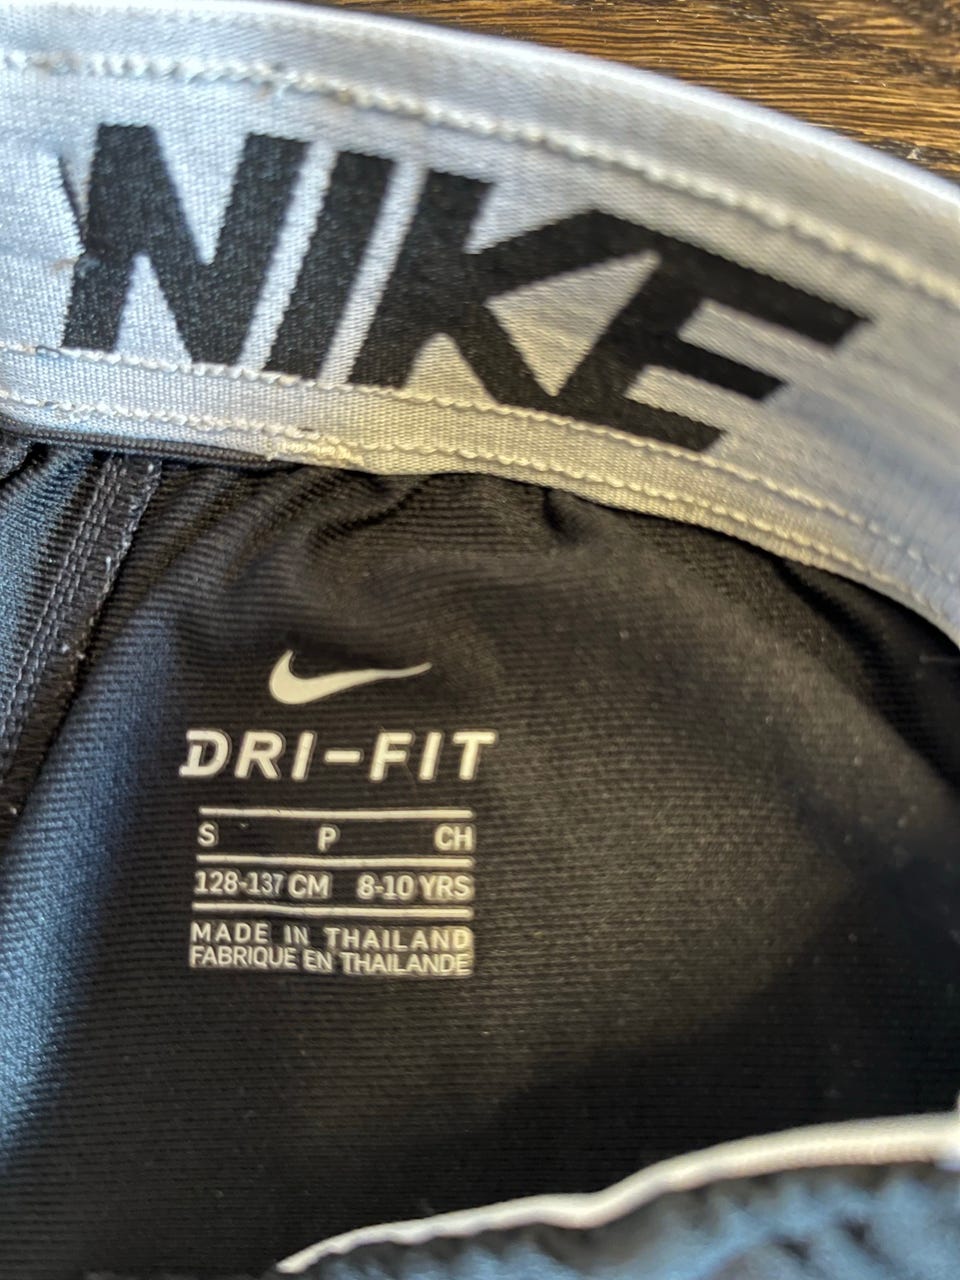 NIKE
DRI-FIT
S P CH
128-137 CM 8-10 YRS
MADE IN THAILAND
FABRIQUE EN THAILANDE